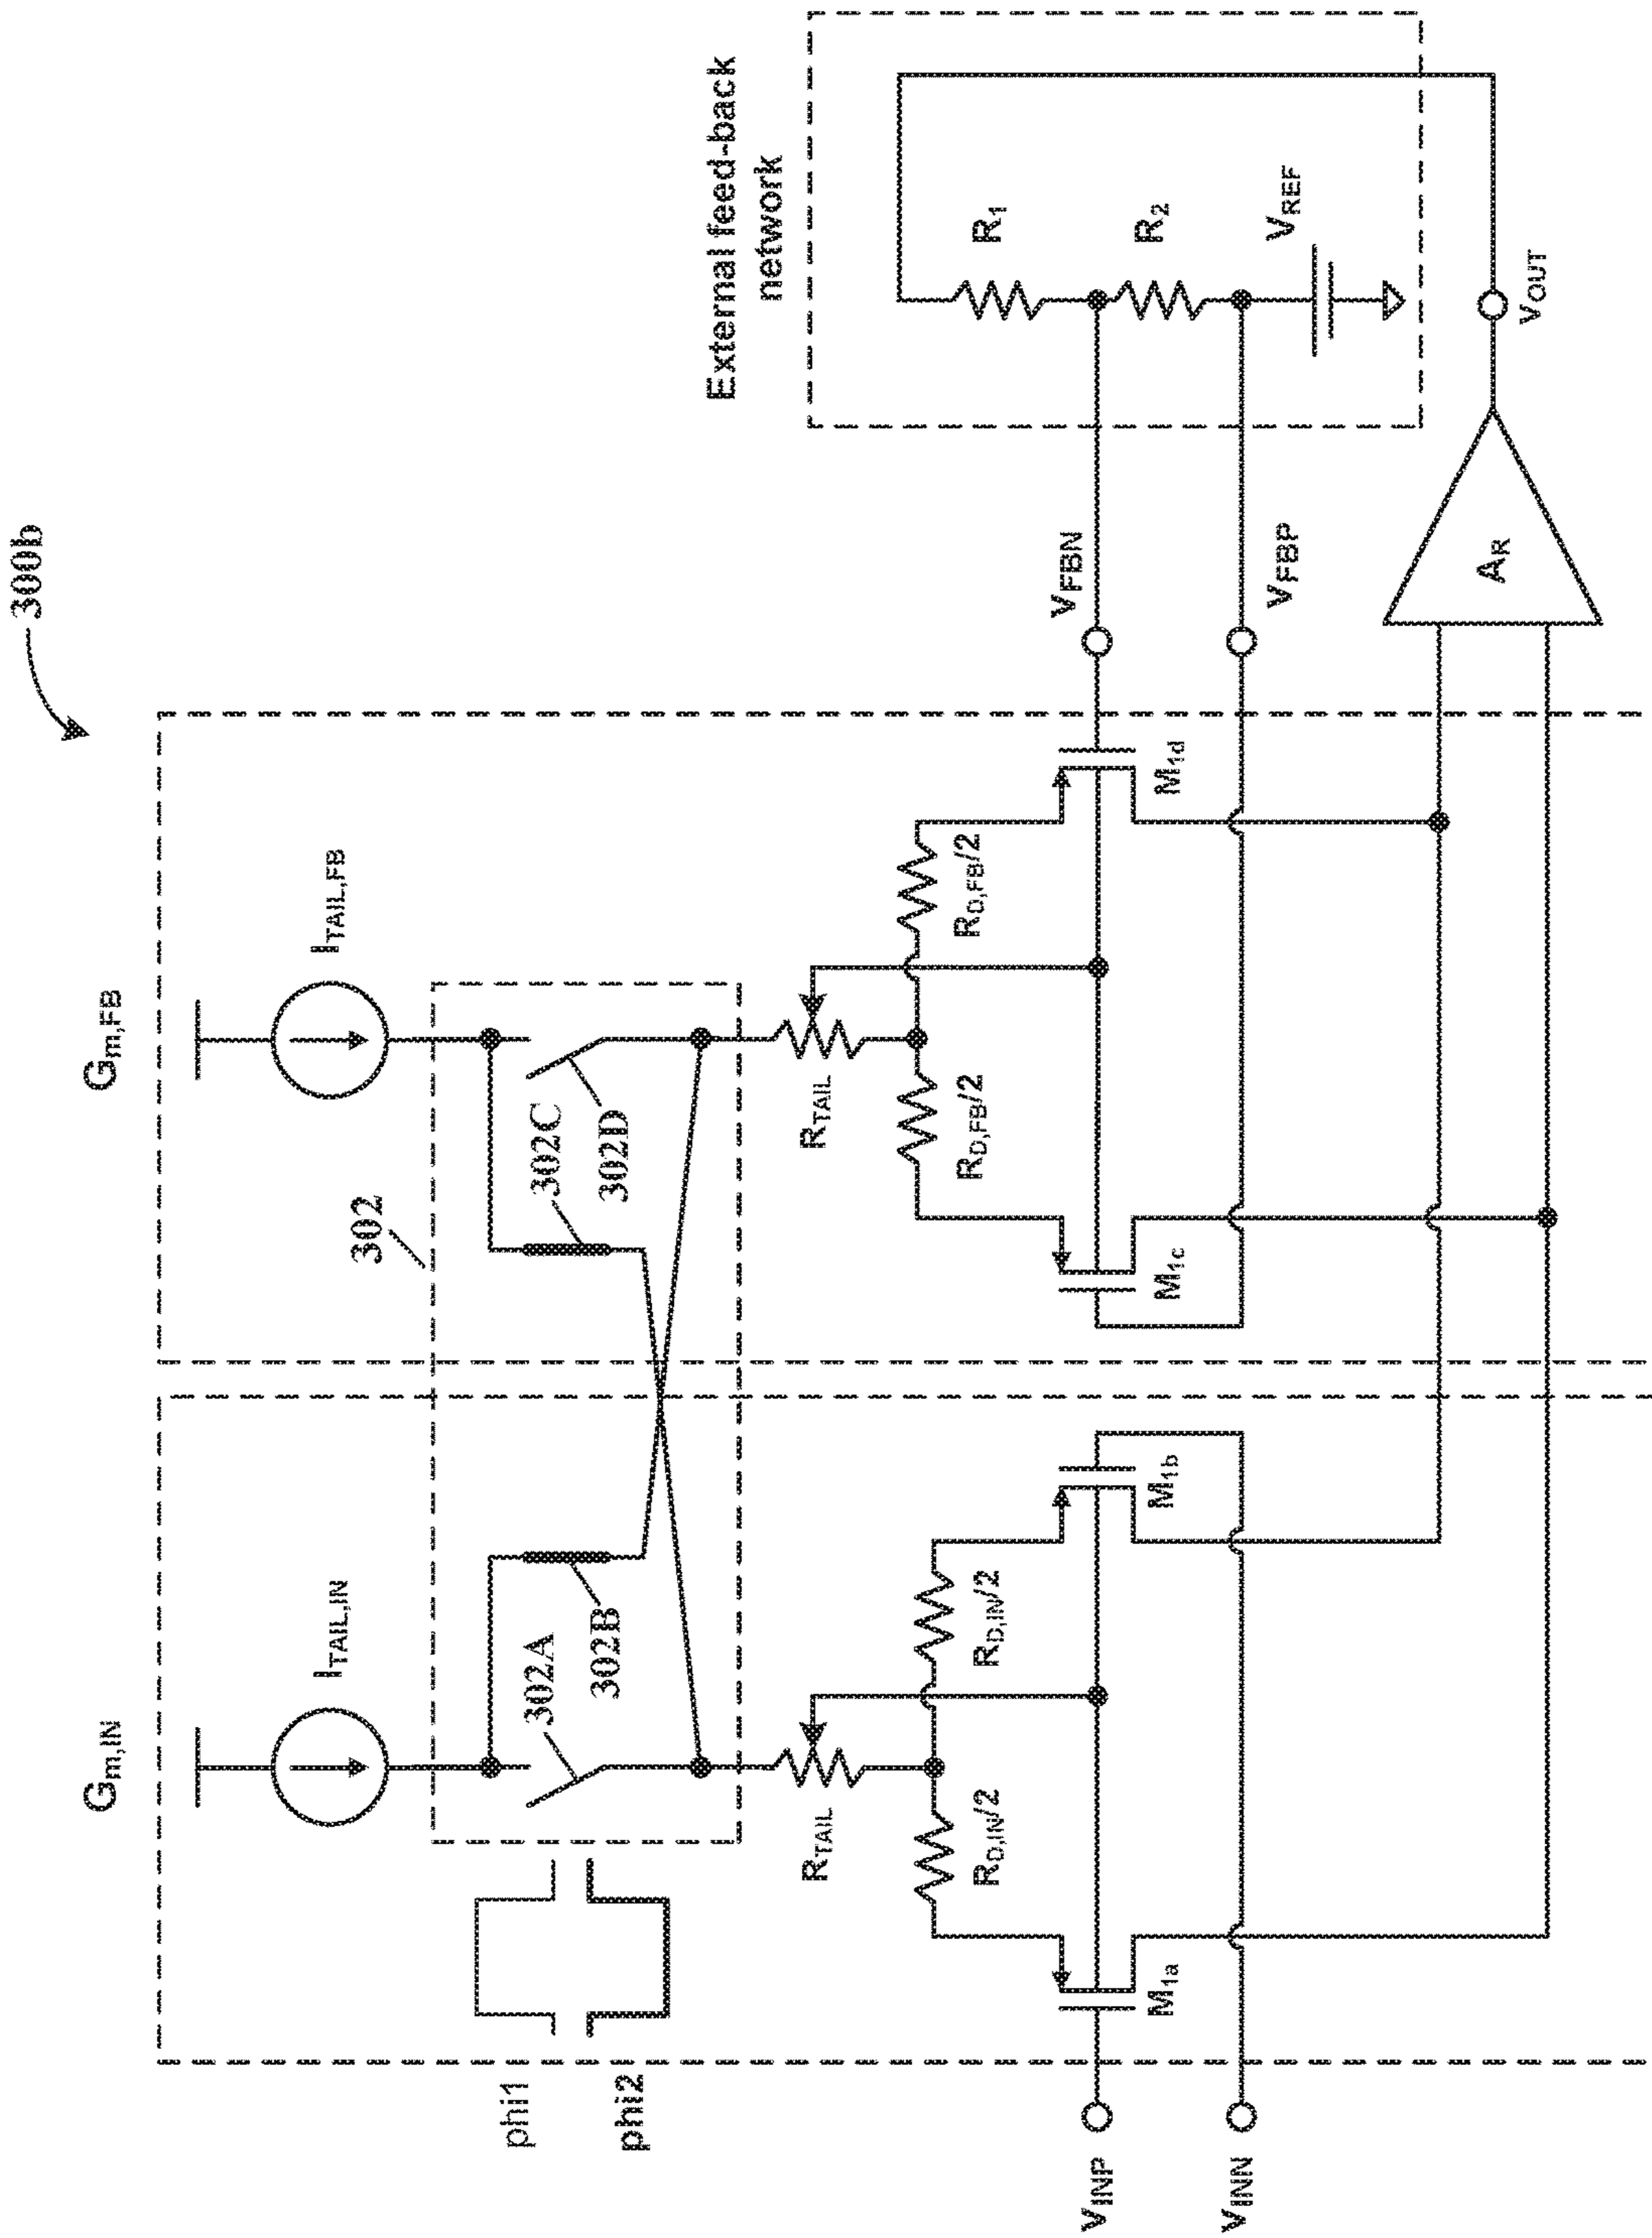 300b
G_m,IN
G_m,FB
I_TAIL,IN
I_TAIL,FB
External feed-back
network
phi1
phi2
302
302A
302B
302C
302D
R_TAIL
R_TAIL
R_D,IN/2
R_D,IN/2
R_D,FB/2
R_D,FB/2
R_1
R_2
V_REF
V_INP
V_INN
M_1a
M_1b
M_1c
M_1d
V_FBN
V_FBP
A_R
V_OUT